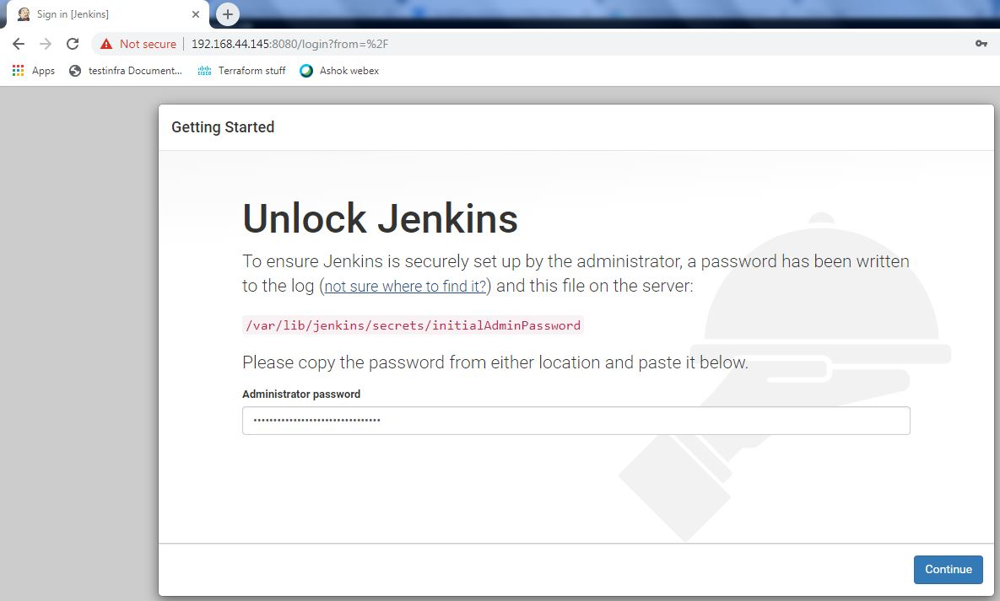 Sign in [Jenkins]
Not secure 192.168.44.145:8080/login?from=%2F
Apps testinfra Document... Terraform stuff Ashok webex
Getting Started
Unlock Jenkins
To ensure Jenkins is securely set up by the administrator, a password has been written
to the log (not sure where to find it?) and this file on the server:
/var/lib/jenkins/secrets/initialAdminPassword
Please copy the password from either location and paste it below.
Administrator password
Continue